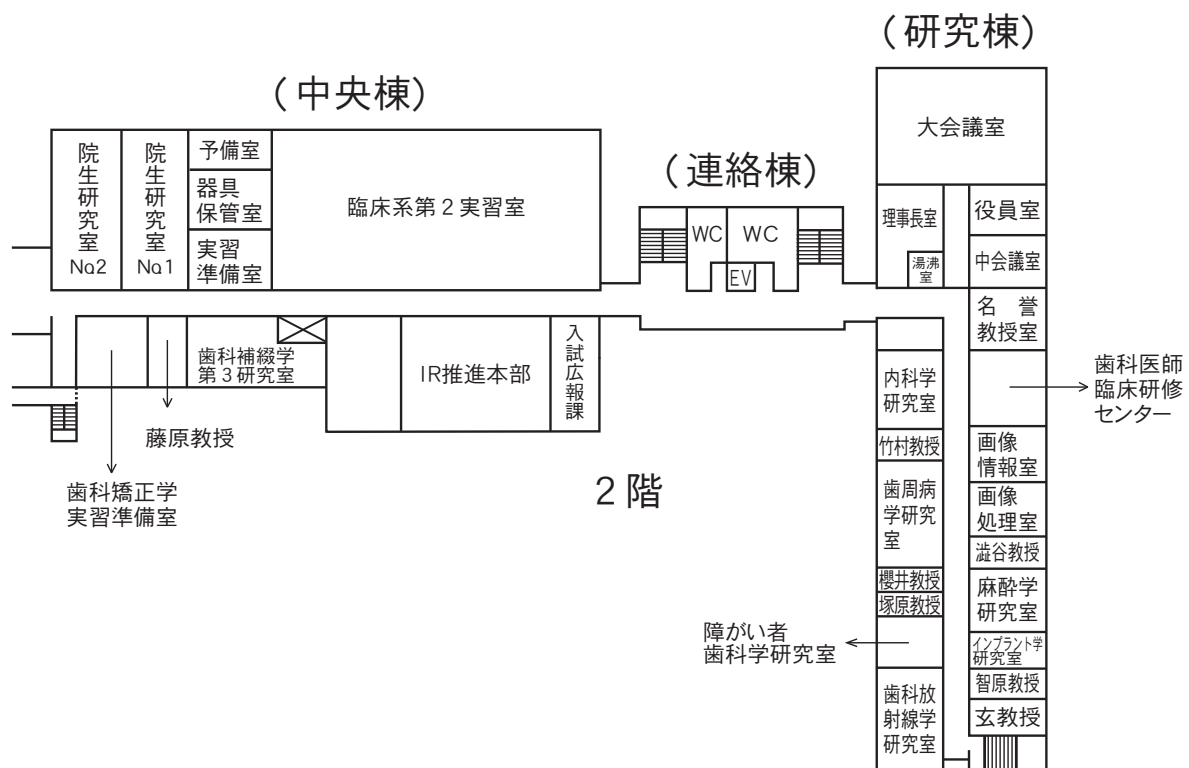 （研究棟）
（中央棟）
（連絡棟）
大会議室
院生研究室
No2
院生研究室
No1
予備室
器具
保管室
実習
準備室
臨床系第２実習室
WC
WC
EV
理事長室
湯沸
室
役員室
中会議室
名　誉
教授室
歯科医師
臨床研修
センター
歯科補綴学
第３研究室
藤原教授
歯科矯正学
実習準備室
IR推進本部
入試広報課
２階
内科学
研究室
竹村教授
歯周病
学研究
室
櫻井教授
塚原教授
障がい者
歯科学研究室
歯科放
射線学
研究室
画像
情報室
画像
処理室
澁谷教授
麻酔学
研究室
インプラント学
研究室
智原教授
玄教授